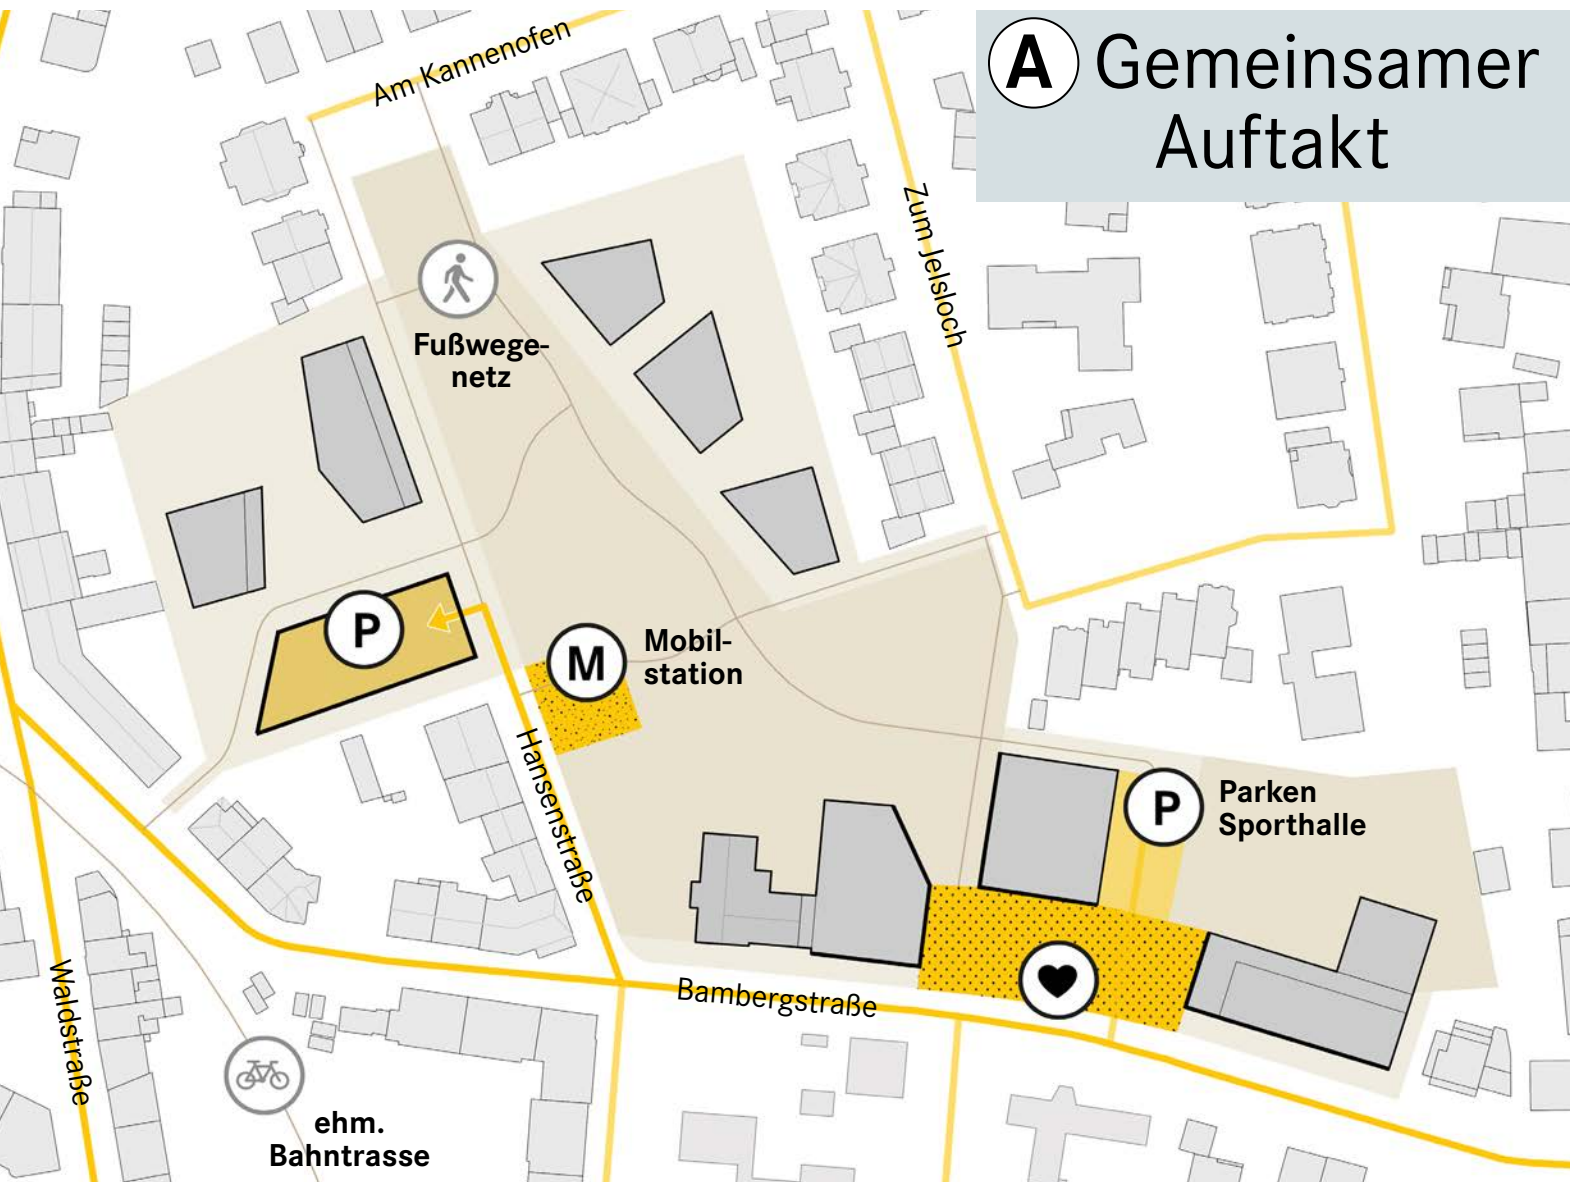 A Gemeinsamer
Auftakt
Am Kannenofen
Zum Jelsloch
Fußwege-
netz
P
M
Mobil-
station
Hansenstraße
P
Parken
Sporthalle
Bambergstraße
Waldstraße
ehm.
Bahntrasse